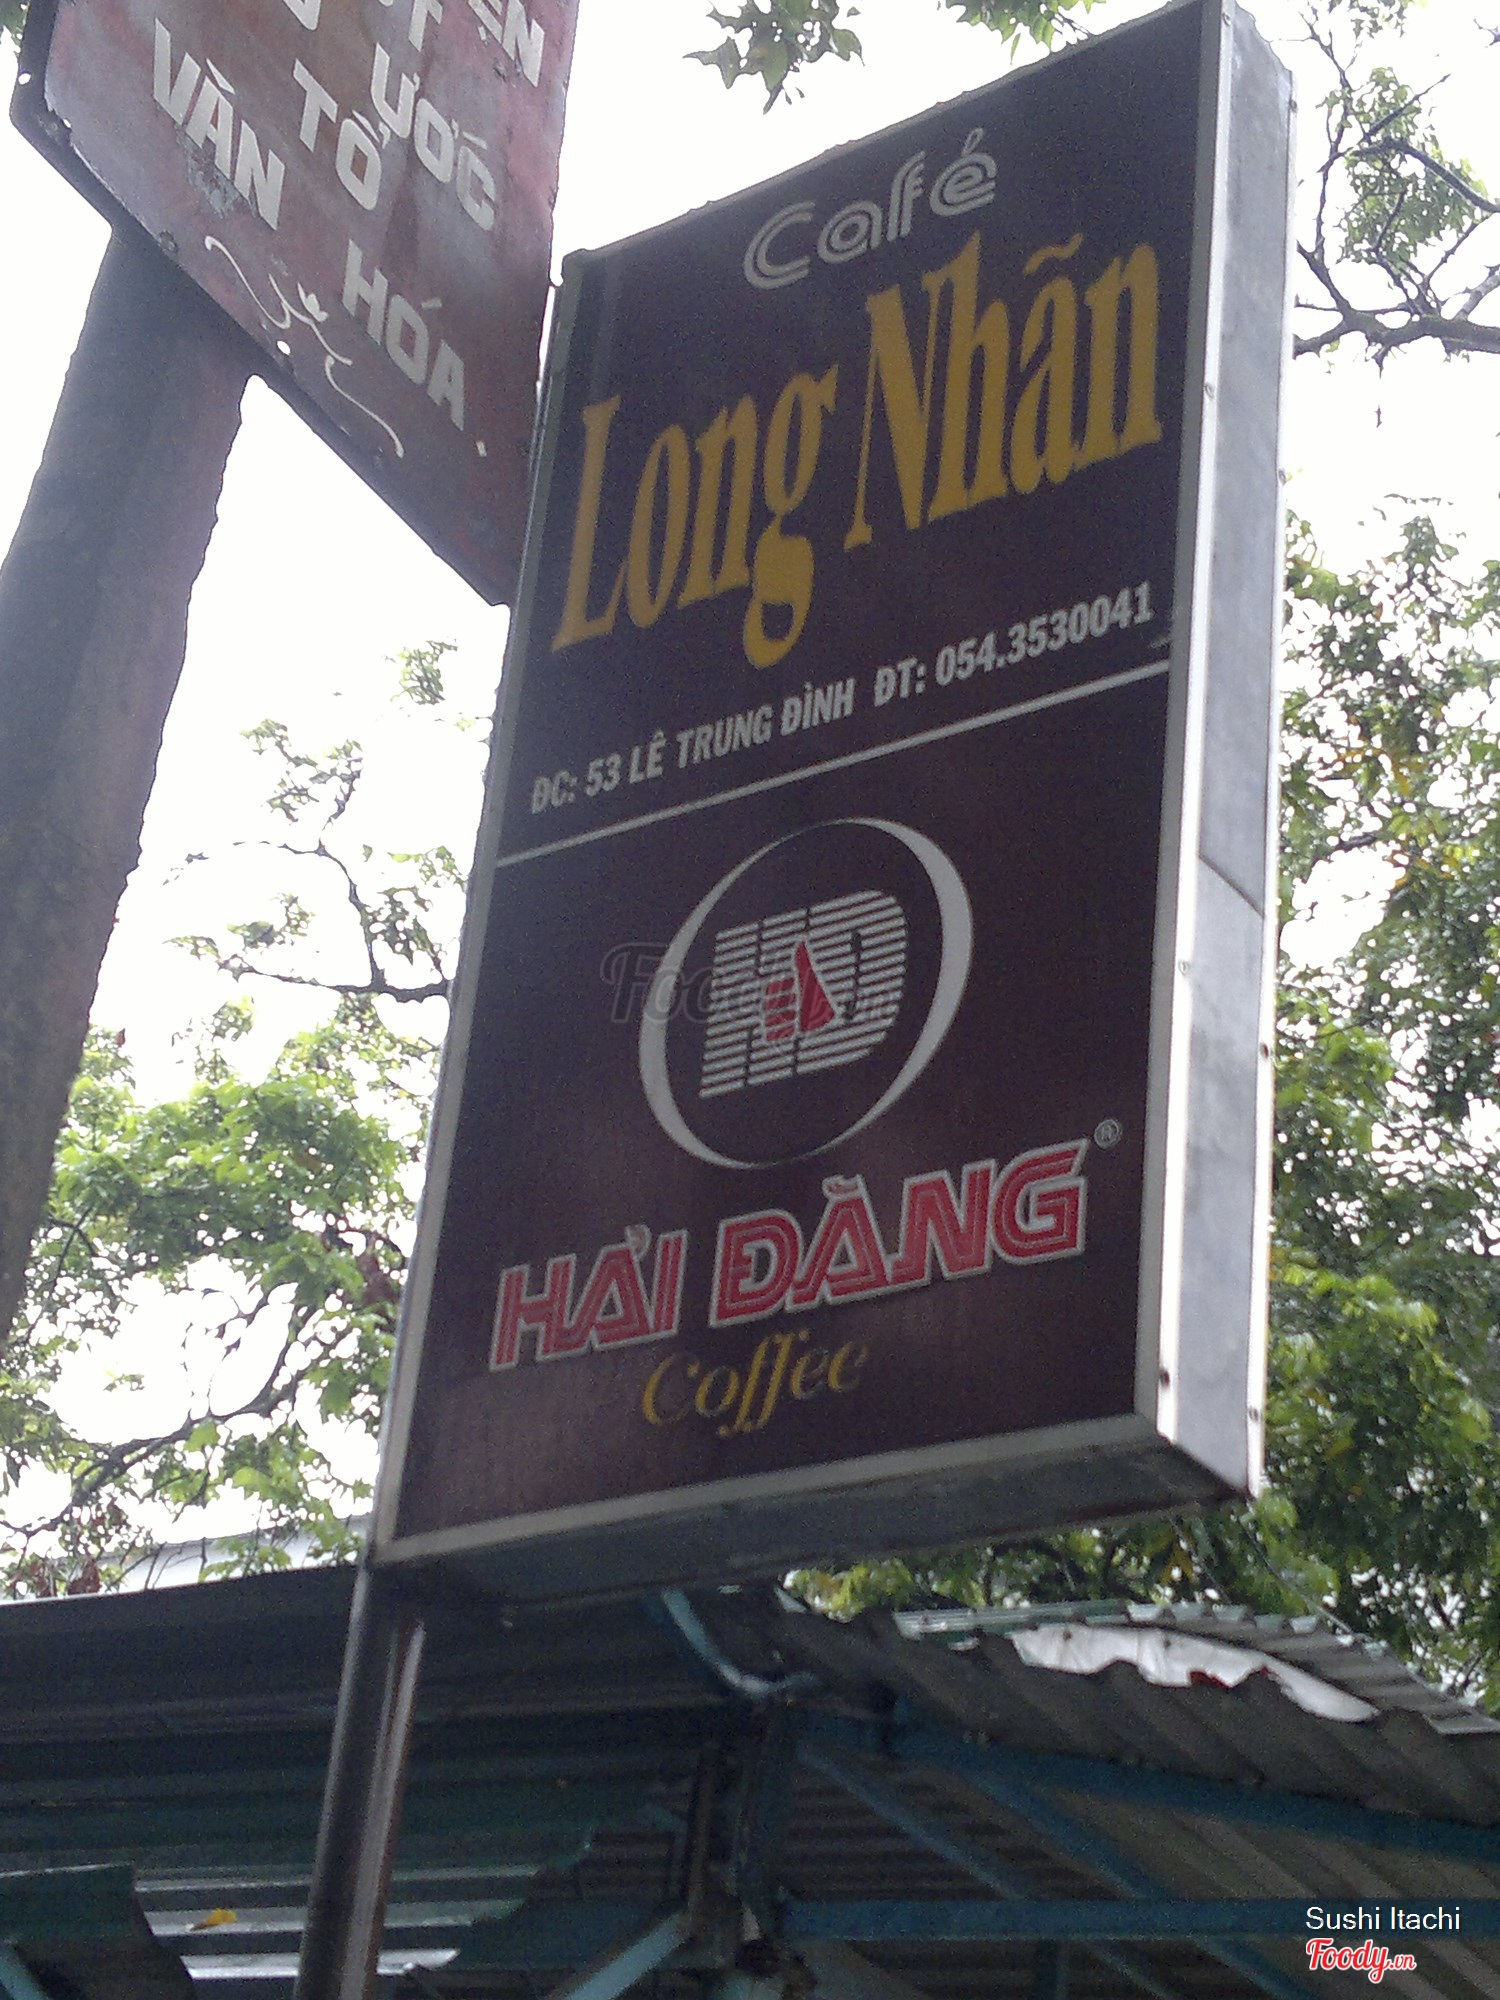 ƯỚC
TỔ
VĂN HÓA
Café
Long Nhãn
ĐC: 53 LÊ TRUNG ĐÌNH ĐT: 054.3530041
HD
HẢI ĐĂNG ®
Coffee
Sushi Itachi
Foody.vn